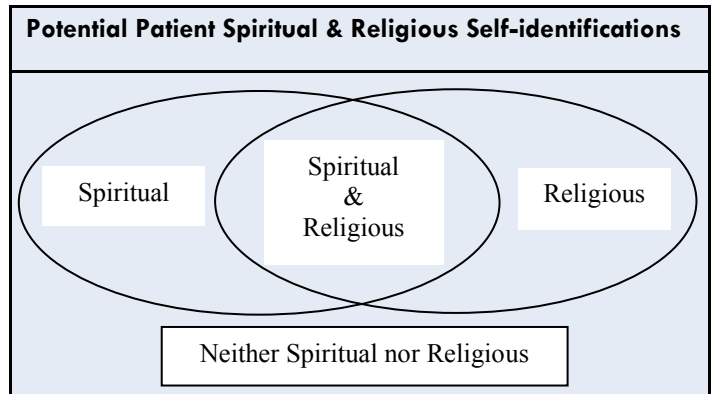 Potential Patient Spiritual & Religious Self-identifications
Spiritual
Spiritual
&
Religious
Religious
Neither Spiritual nor Religious